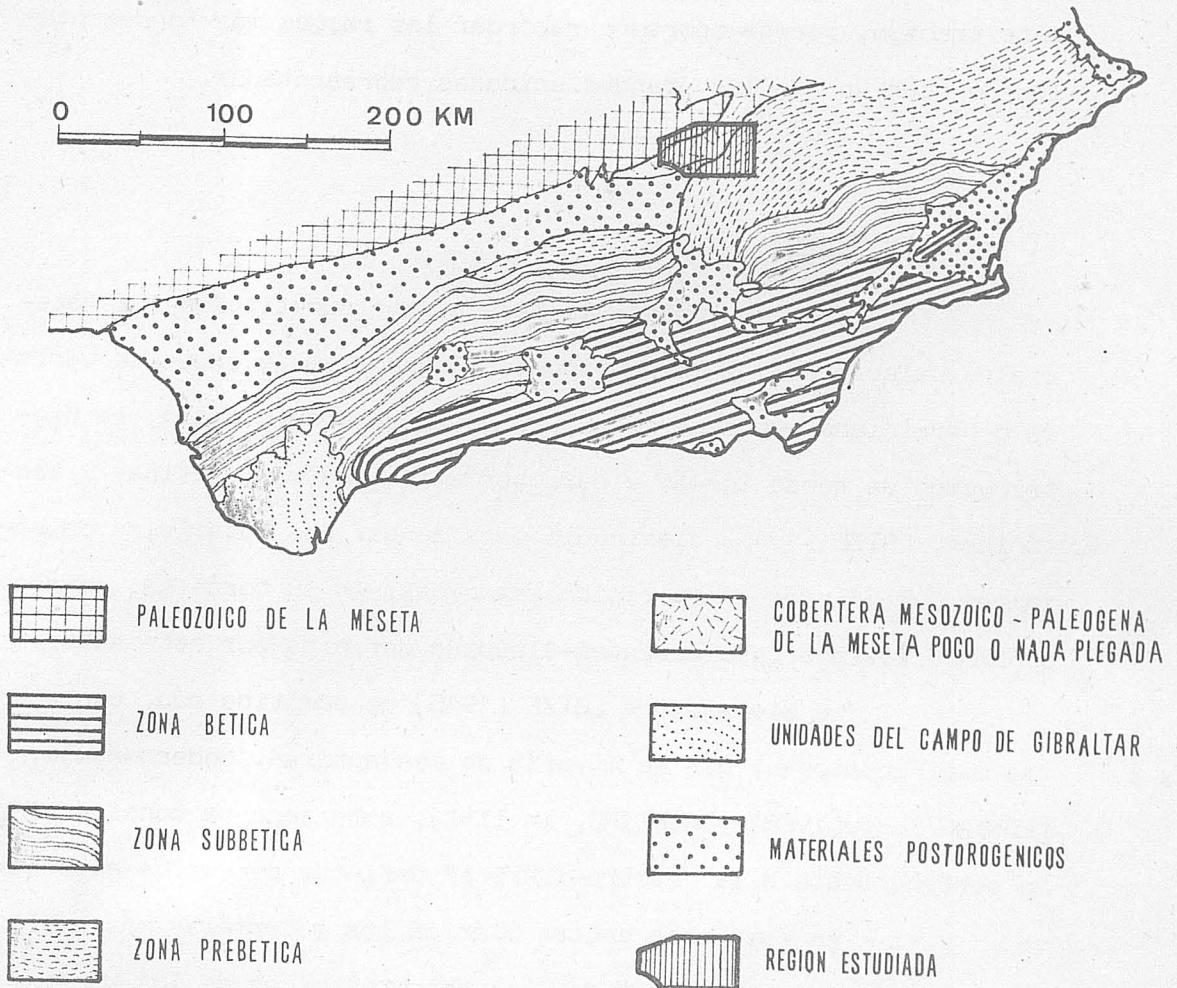 0 100 200 KM
PALEOZOICO DE LA MESETA
ZONA BETICA
ZONA SUBBETICA
ZONA PREBETICA
COBERTERA MESOZOICO - PALEOGENA
DE LA MESETA POCO O NADA PLEGADA
UNIDADES DEL CAMPO DE GIBRALTAR
MATERIALES POSTOROGENICOS
REGION ESTUDIADA